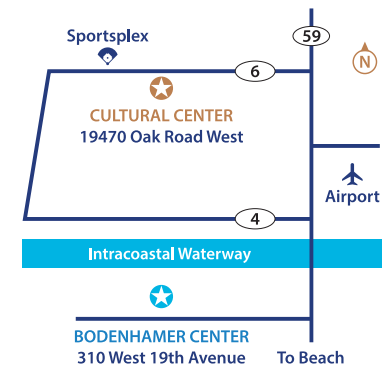 59
Sportsplex
N
6
CULTURAL CENTER
19470 Oak Road West
Airport
4
Intracoastal Waterway
BODENHAMER CENTER
310 West 19th Avenue
To Beach